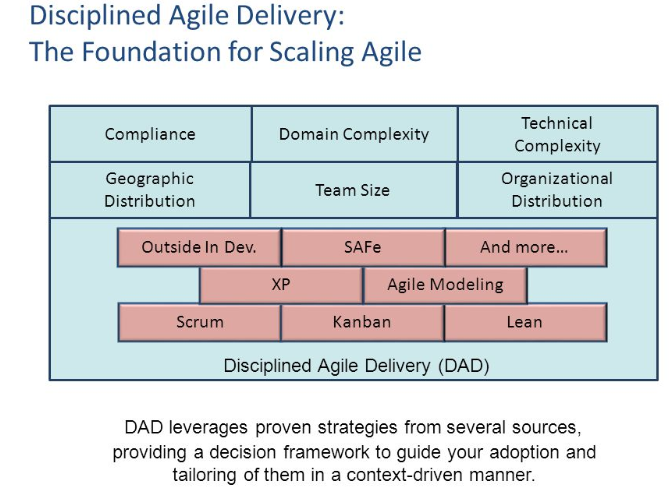 Disciplined Agile Delivery:
The Foundation for Scaling Agile
Compliance
Domain Complexity
Technical
Complexity
Geographic
Distribution
Team Size
Organizational
Distribution
Outside In Dev.
SAFe
And more...
XP
Agile Modeling
Scrum
Kanban
Lean
Disciplined Agile Delivery (DAD)
DAD leverages proven strategies from several sources,
providing a decision framework to guide your adoption and
tailoring of them in a context-driven manner.